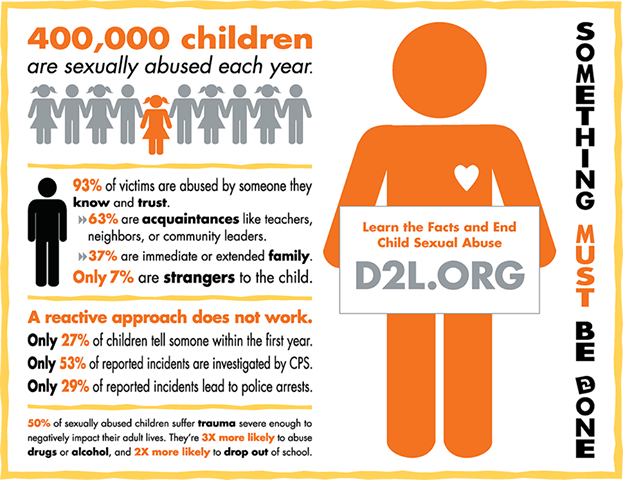 400,000 children
are sexually abused each year.
93% of victims are abused by someone they
know and trust.
63% are acquaintances like teachers,
neighbors, or community leaders.
37% are immediate or extended family.
Only 7% are strangers to the child.
A reactive approach does not work.
Only 27% of children tell somone within the first year.
Only 53% of reported incidents are investigated by CPS.
Only 29% of reported incidents lead to police arrests.
50% of sexually abused children suffer trauma severe enough to
negatively impact their adult lives. They're 3X more likely to abuse
drugs or alcohol, and 2X more likely to drop out of school.
Learn the Facts and End
Child Sexual Abuse
D2L.ORG
SOMETHING MUST BE DONE